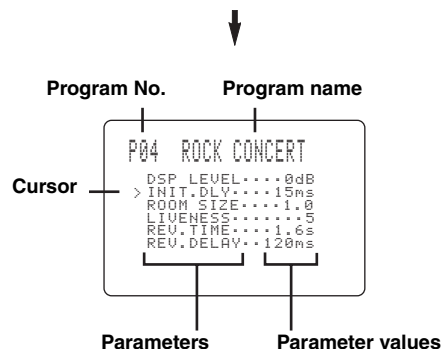 Program No. Program name
P04 ROCK CONCERT
DSP LEVEL····0dB
Cursor >INIT.DLY····15ms
ROOM SIZE····1.0
LIVENESS·······5
REV.TIME····1.6s
REV.DELAY··120ms
Parameters Parameter values